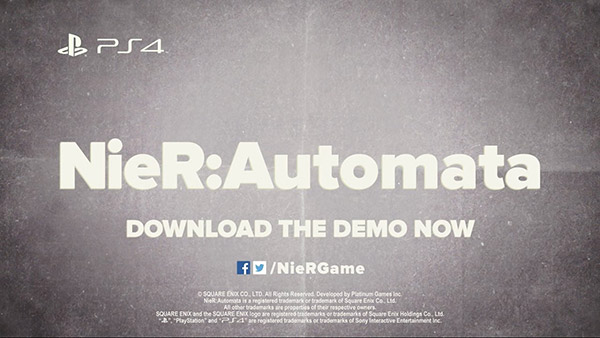 PS4
NieR:Automata
DOWNLOAD THE DEMO NOW
/NieRGame
© SQUARE ENIX CO., LTD. All Rights Reserved. Developed by Platinum Games Inc.
NieR:Automata is a registered trademark or trademark of Square Enix Co., Ltd.
All other trademarks are properties of their respective owners.
SQUARE ENIX and the SQUARE ENIX logo are registered trademarks or trademarks of Square Enix Holdings Co., Ltd.
" ", "PlayStation" and "PS4" are registered trademarks or trademarks of Sony Interactive Entertainment Inc.